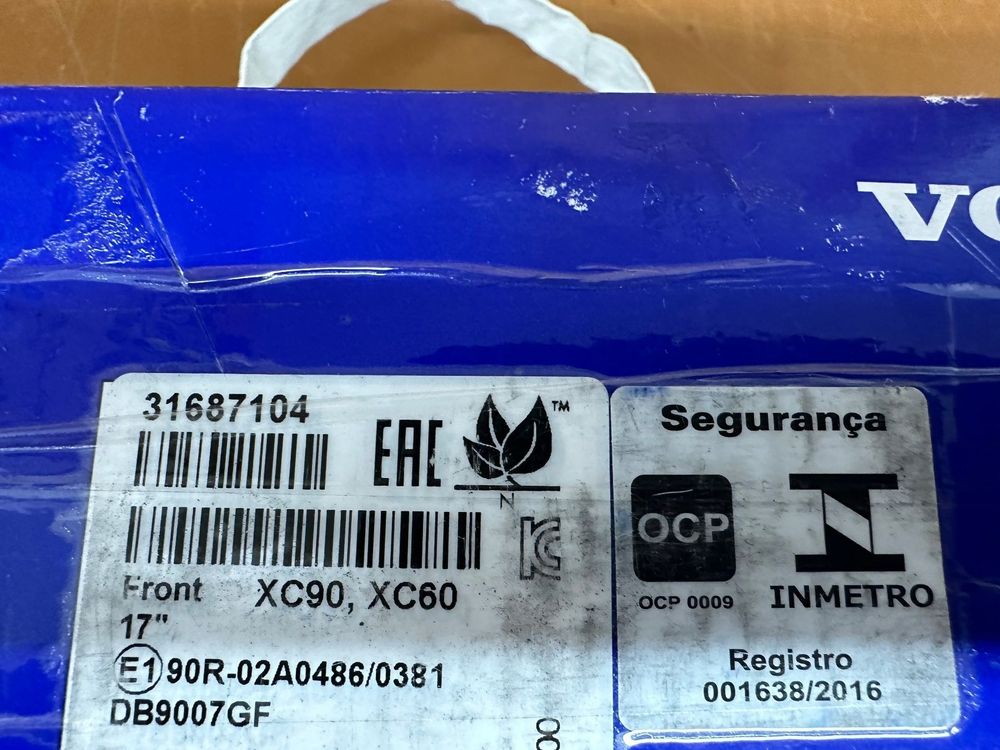 VO
31687104
EAC
TM
N
Front XC90, XC60
17"
E1 90R-02A0486/0381
DB9007GF
00
Segurança
OCP
OCP 0009
INMETRO
Registro
001638/2016